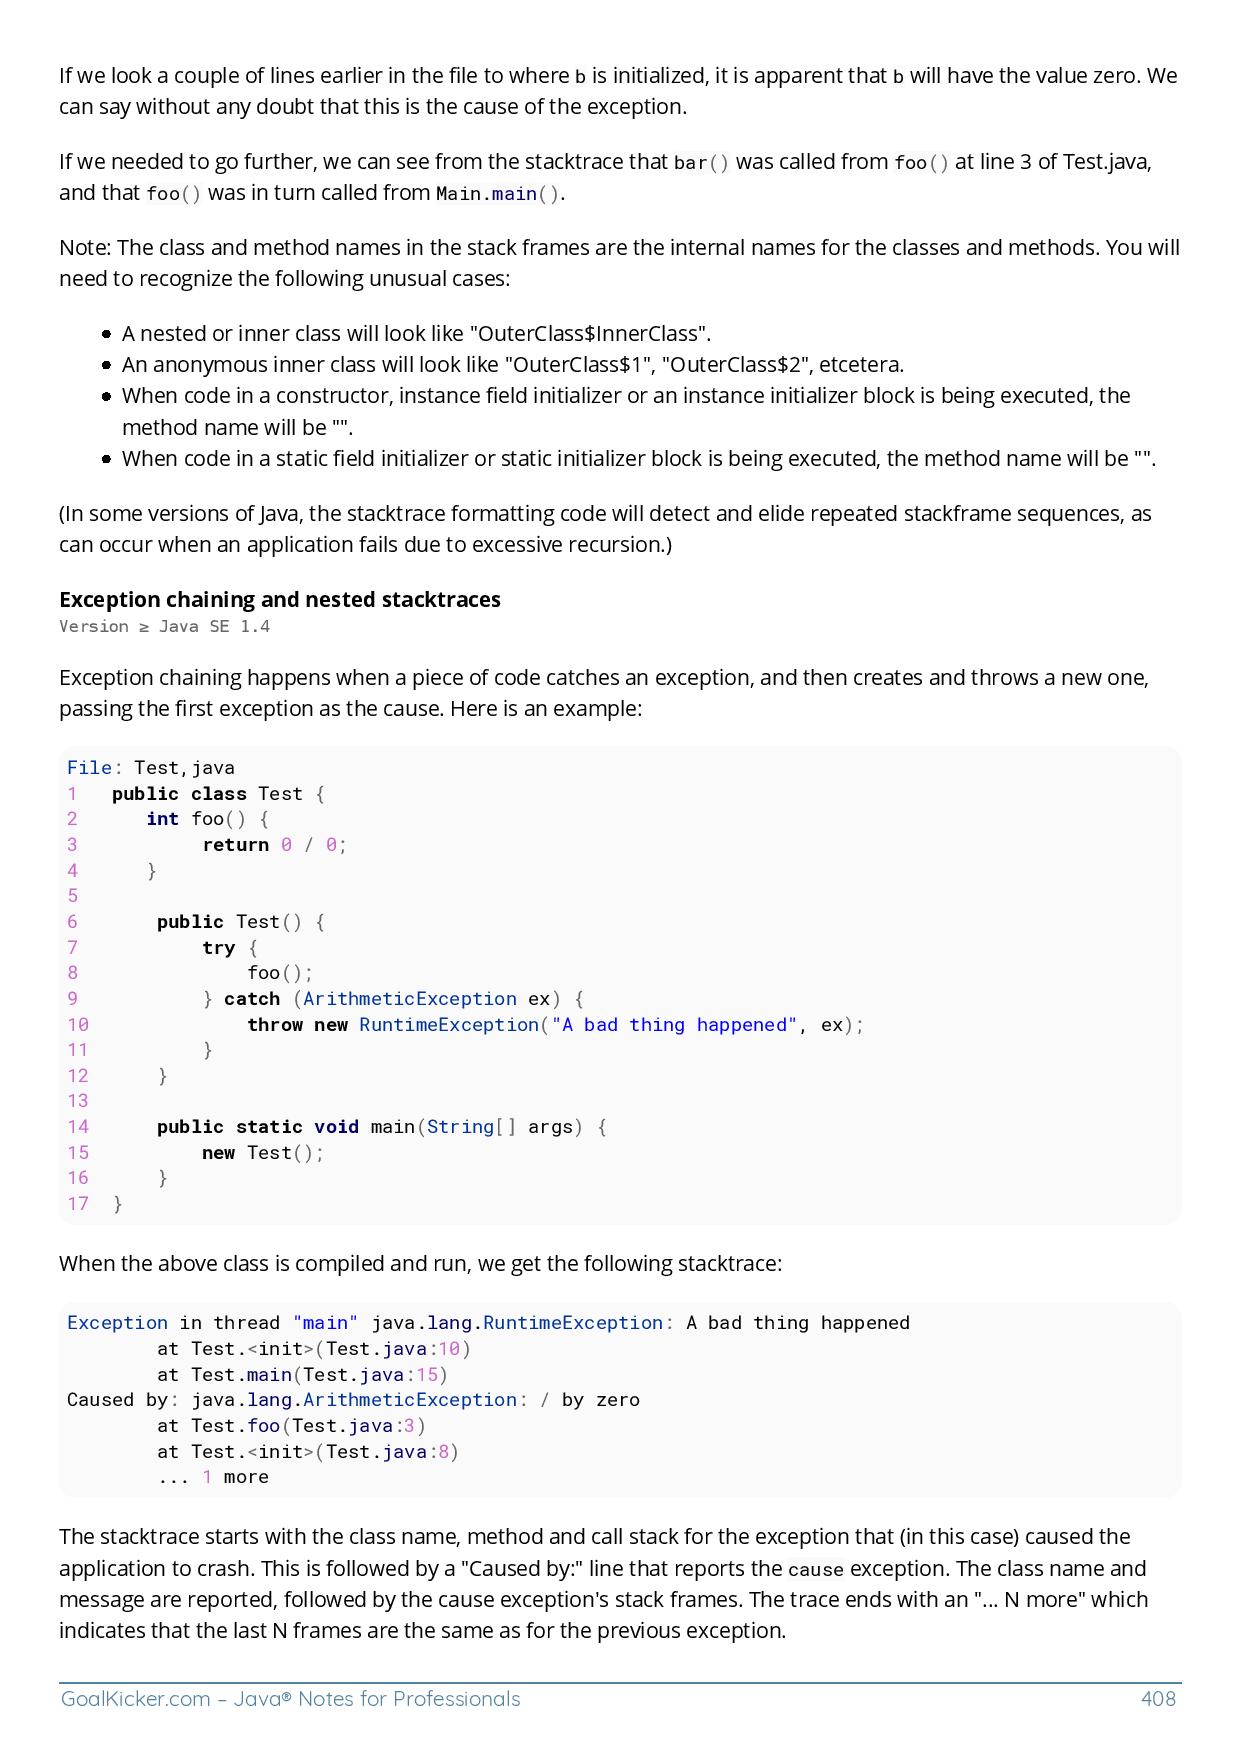 If we look a couple of lines earlier in the file to where b is initialized, it is apparent that b will have the value zero. We
can say without any doubt that this is the cause of the exception.
If we needed to go further, we can see from the stacktrace that bar() was called from foo() at line 3 of Test.java,
and that foo() was in turn called from Main.main().
Note: The class and method names in the stack frames are the internal names for the classes and methods. You will
need to recognize the following unusual cases:
• A nested or inner class will look like "OuterClass$InnerClass".
• An anonymous inner class will look like "OuterClass$1", "OuterClass$2", etcetera.
• When code in a constructor, instance field initializer or an instance initializer block is being executed, the
method name will be "".
• When code in a static field initializer or static initializer block is being executed, the method name will be "".
(In some versions of Java, the stacktrace formatting code will detect and elide repeated stackframe sequences, as
can occur when an application fails due to excessive recursion.)
Exception chaining and nested stacktraces
Version ≥ Java SE 1.4
Exception chaining happens when a piece of code catches an exception, and then creates and throws a new one,
passing the first exception as the cause. Here is an example:
File: Test,java
1   public class Test {
2      int foo() {
3           return 0 / 0;
4      }
5
6       public Test() {
7           try {
8               foo();
9           } catch (ArithmeticException ex) {
10              throw new RuntimeException("A bad thing happened", ex);
11          }
12      }
13
14      public static void main(String[] args) {
15          new Test();
16      }
17  }
When the above class is compiled and run, we get the following stacktrace:
Exception in thread "main" java.lang.RuntimeException: A bad thing happened
        at Test.<init>(Test.java:10)
        at Test.main(Test.java:15)
Caused by: java.lang.ArithmeticException: / by zero
        at Test.foo(Test.java:3)
        at Test.<init>(Test.java:8)
        ... 1 more
The stacktrace starts with the class name, method and call stack for the exception that (in this case) caused the
application to crash. This is followed by a "Caused by:" line that reports the cause exception. The class name and
message are reported, followed by the cause exception's stack frames. The trace ends with an "... N more" which
indicates that the last N frames are the same as for the previous exception.
GoalKicker.com – Java® Notes for Professionals 408